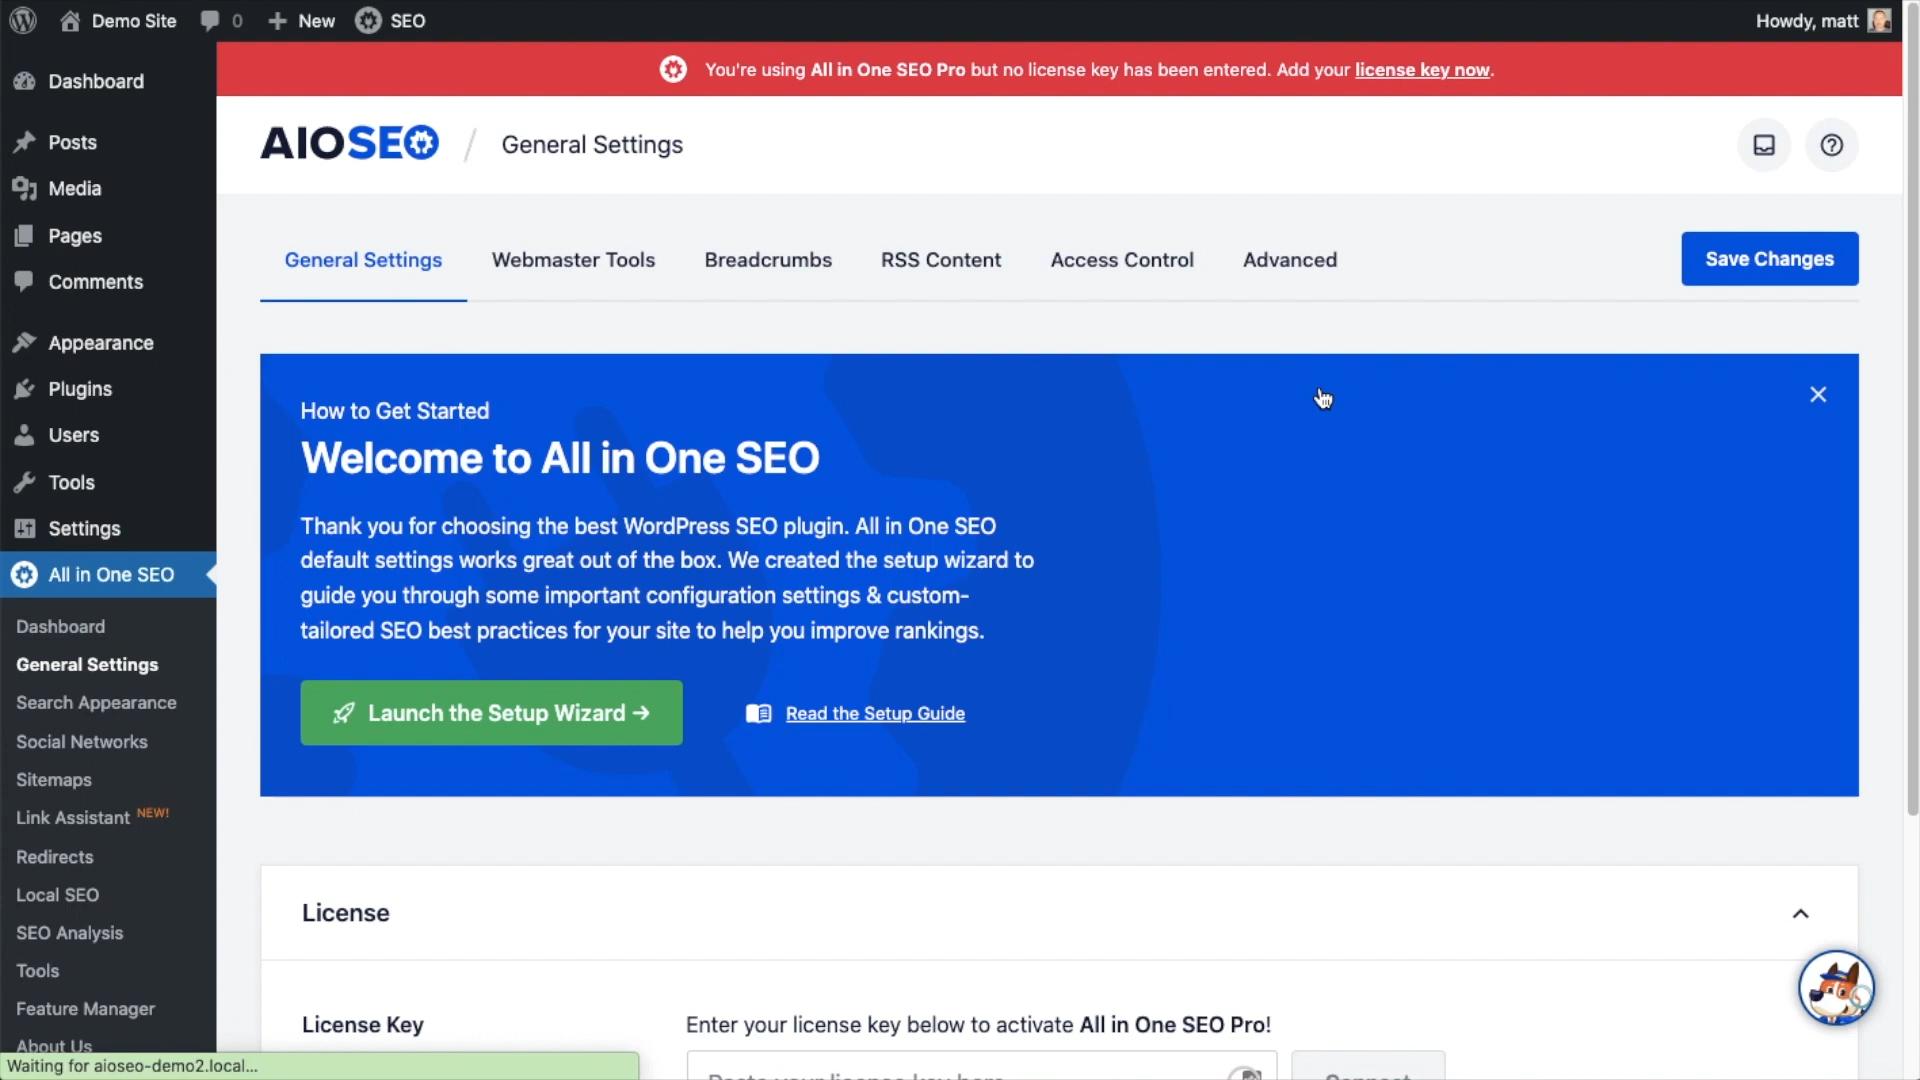 Demo Site 0 New SEO Howdy, matt
Dashboard
Posts
Media
Pages
Comments
Appearance
Plugins
Users
Tools
Settings
All in One SEO
Dashboard
General Settings
Search Appearance
Social Networks
Sitemaps
Link Assistant NEW!
Redirects
Local SEO
SEO Analysis
Tools
Feature Manager
About Us
Waiting for aioseo-demo2.local...
You're using All in One SEO Pro but no license key has been entered. Add your license key now.
AIOSEO / General Settings
General Settings Webmaster Tools Breadcrumbs RSS Content Access Control Advanced Save Changes
How to Get Started
Welcome to All in One SEO
Thank you for choosing the best WordPress SEO plugin. All in One SEO
default settings works great out of the box. We created the setup wizard to
guide you through some important configuration settings & custom-
tailored SEO best practices for your site to help you improve rankings.
Launch the Setup Wizard → Read the Setup Guide
License
License Key Enter your license key below to activate All in One SEO Pro!
Paste your license key here Connect